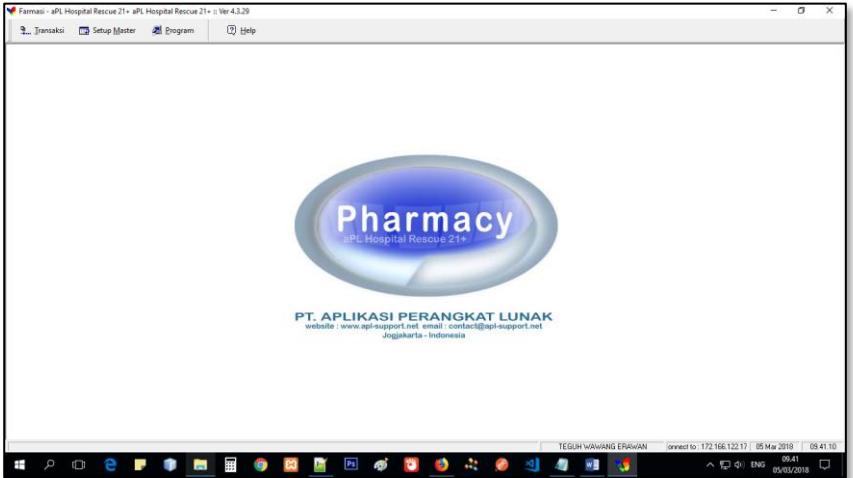 Farmasi - aPL Hospital Rescue 21+ aPL Hospital Rescue 21+ :: Ver 4.3.29
Transaksi Setup Master Program Help
Pharmacy
aPL Hospital Rescue 21+
PT. APLIKASI PERANGKAT LUNAK
website : www.apl-support.net email : contact@apl-support.net
Jogjakarta - Indonesia
TEGUH WAWANG ERAWAN onnect to : 172.166.122.17 05 Mar 2018 09.41.10
Ps ENG 09.41
05/03/2018